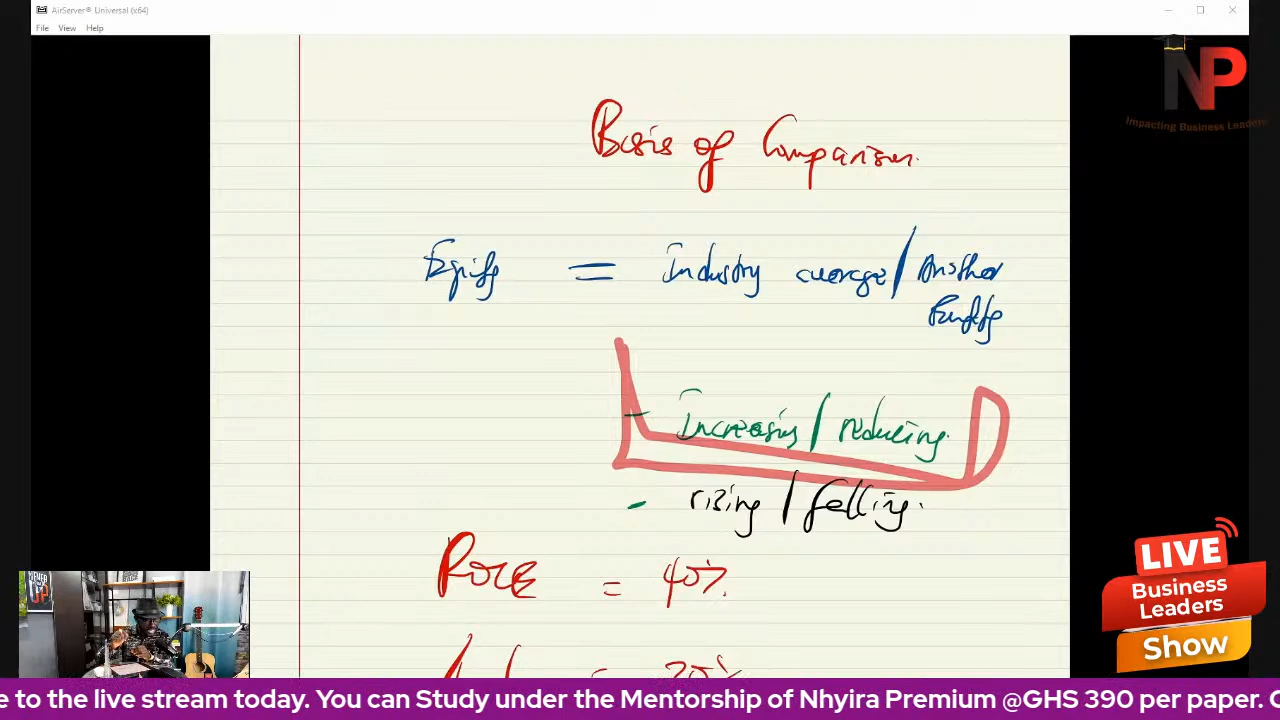 AirServer® Universal (x64)
File View Help
NP
Impacting Business Leaders
Basis of Comparison.
= Industry average / Another
- Increasing / reducing.
- rising / falling.
ROCE = 40%
= 20%
LIVE
Business
Leaders
Show
e to the live stream today. You can Study under the Mentorship of Nhyira Premium @GHS 390 per paper. C